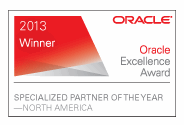 2013
Winner
ORACLE
Oracle
Excellence
Award
SPECIALIZED PARTNER OF THE YEAR
—NORTH AMERICA